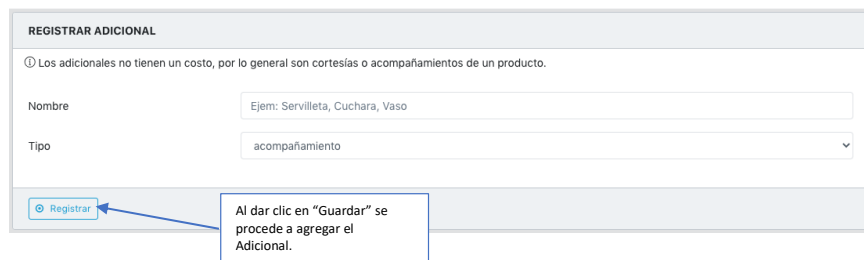 REGISTRAR ADICIONAL
ⓘ Los adicionales no tienen un costo, por lo general son cortesías o acompañamientos de un producto.
Nombre
Ejem: Servilleta, Cuchara, Vaso
Tipo
acompañamiento
Registrar
Al dar clic en “Guardar” se
procede a agregar el
Adicional.